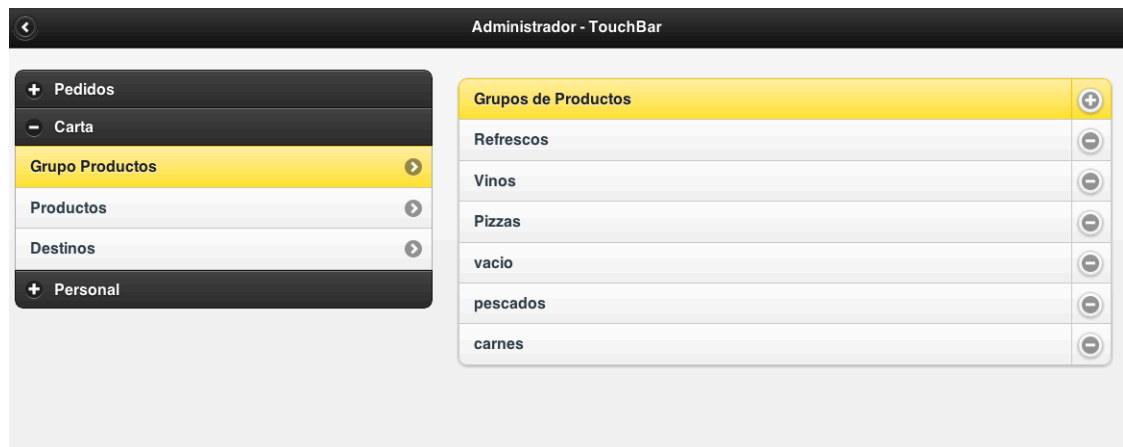 Administrador - TouchBar
Pedidos
Carta
Grupo Productos
Productos
Destinos
Personal
Grupos de Productos
Refrescos
Vinos
Pizzas
vacio
pescados
carnes